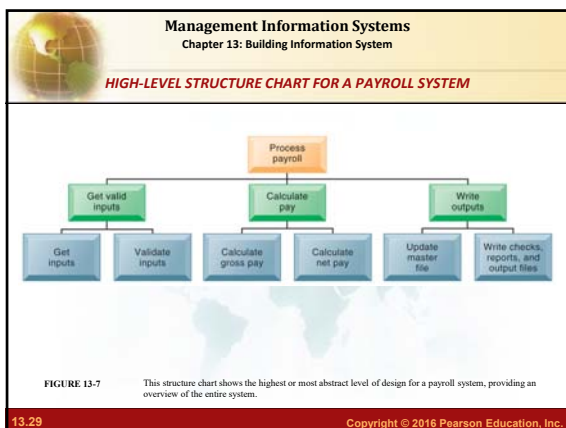 Management Information Systems
Chapter 13: Building Information System
HIGH-LEVEL STRUCTURE CHART FOR A PAYROLL SYSTEM
Process
payroll
Get valid
inputs
Calculate
pay
Write
outputs
Get
inputs
Validate
inputs
Calculate
gross pay
Calculate
net pay
Update
master
file
Write checks,
reports, and
output files
FIGURE 13-7
This structure chart shows the highest or most abstract level of design for a payroll system, providing an
overview of the entire system.
13.29
Copyright © 2016 Pearson Education, Inc.